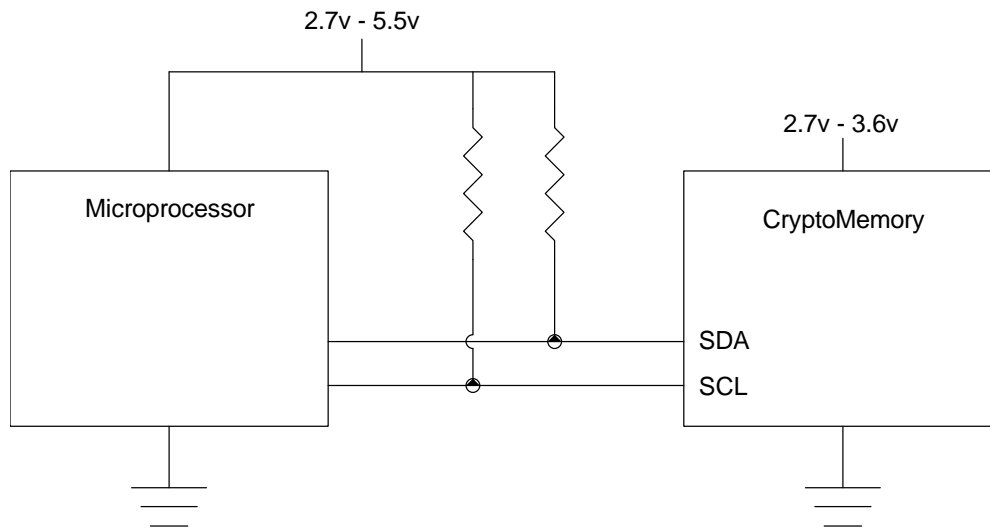 2.7v - 5.5v
2.7v - 3.6v
Microprocessor
CryptoMemory
SDA
SCL